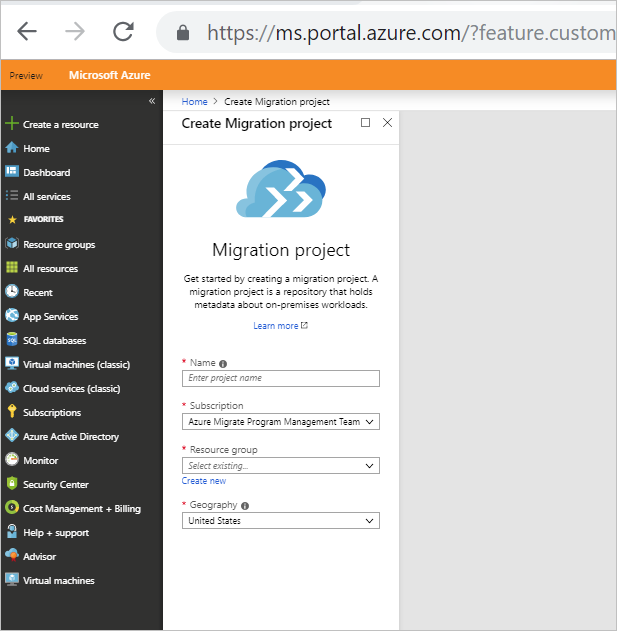 https://ms.portal.azure.com/?feature.custom
Preview Microsoft Azure
«
Home > Create Migration project
Create Migration project
Create a resource
Home
Dashboard
All services
FAVORITES
Resource groups
All resources
Recent
App Services
SQL databases
Virtual machines (classic)
Cloud services (classic)
Subscriptions
Azure Active Directory
Monitor
Security Center
Cost Management + Billing
Help + support
Advisor
Virtual machines
Migration project
Get started by creating a migration project. A
migration project is a repository that holds
metadata about on-premises workloads.
Learn more
* Name
Enter project name
* Subscription
Azure Migrate Program Management Team
* Resource group
Select existing...
Create new
* Geography
United States